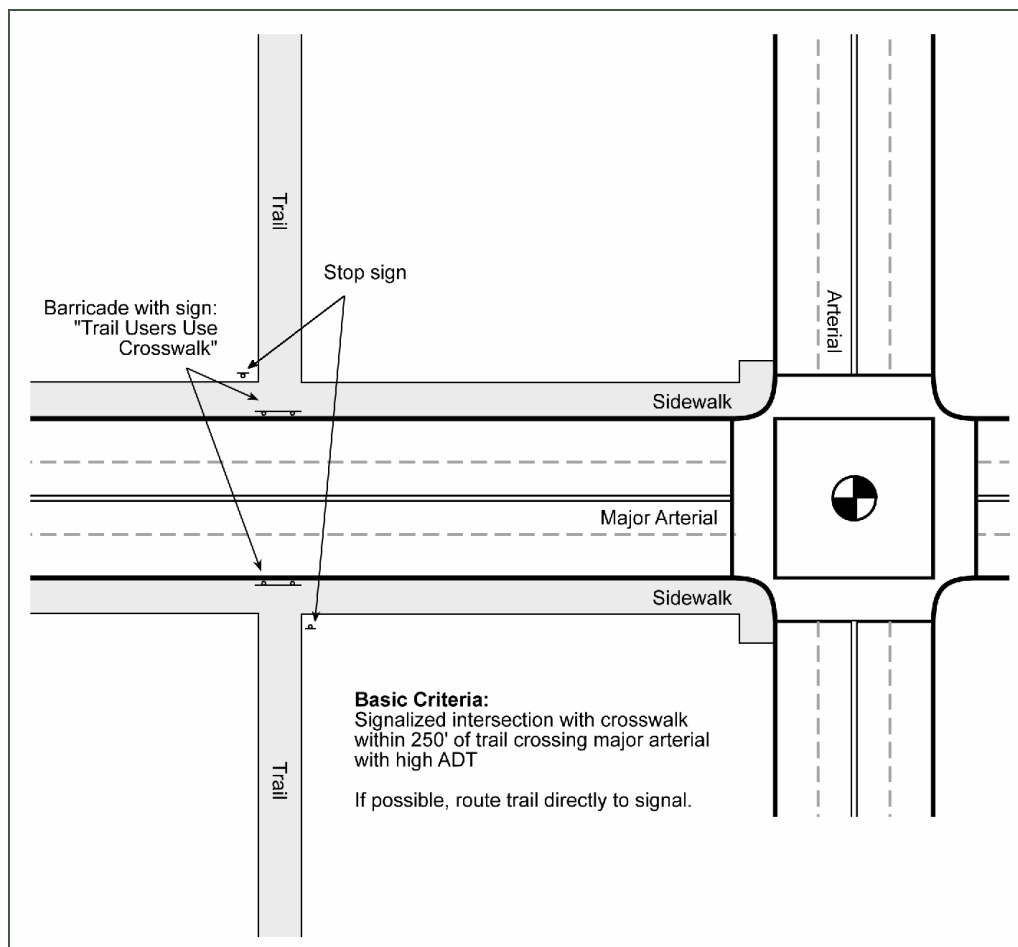 Trail
Stop sign
Barricade with sign:
"Trail Users Use
Crosswalk"
Arterial
Sidewalk
Major Arterial
Sidewalk
Basic Criteria:
Signalized intersection with crosswalk
within 250' of trail crossing major arterial
with high ADT
If possible, route trail directly to signal.
Trail